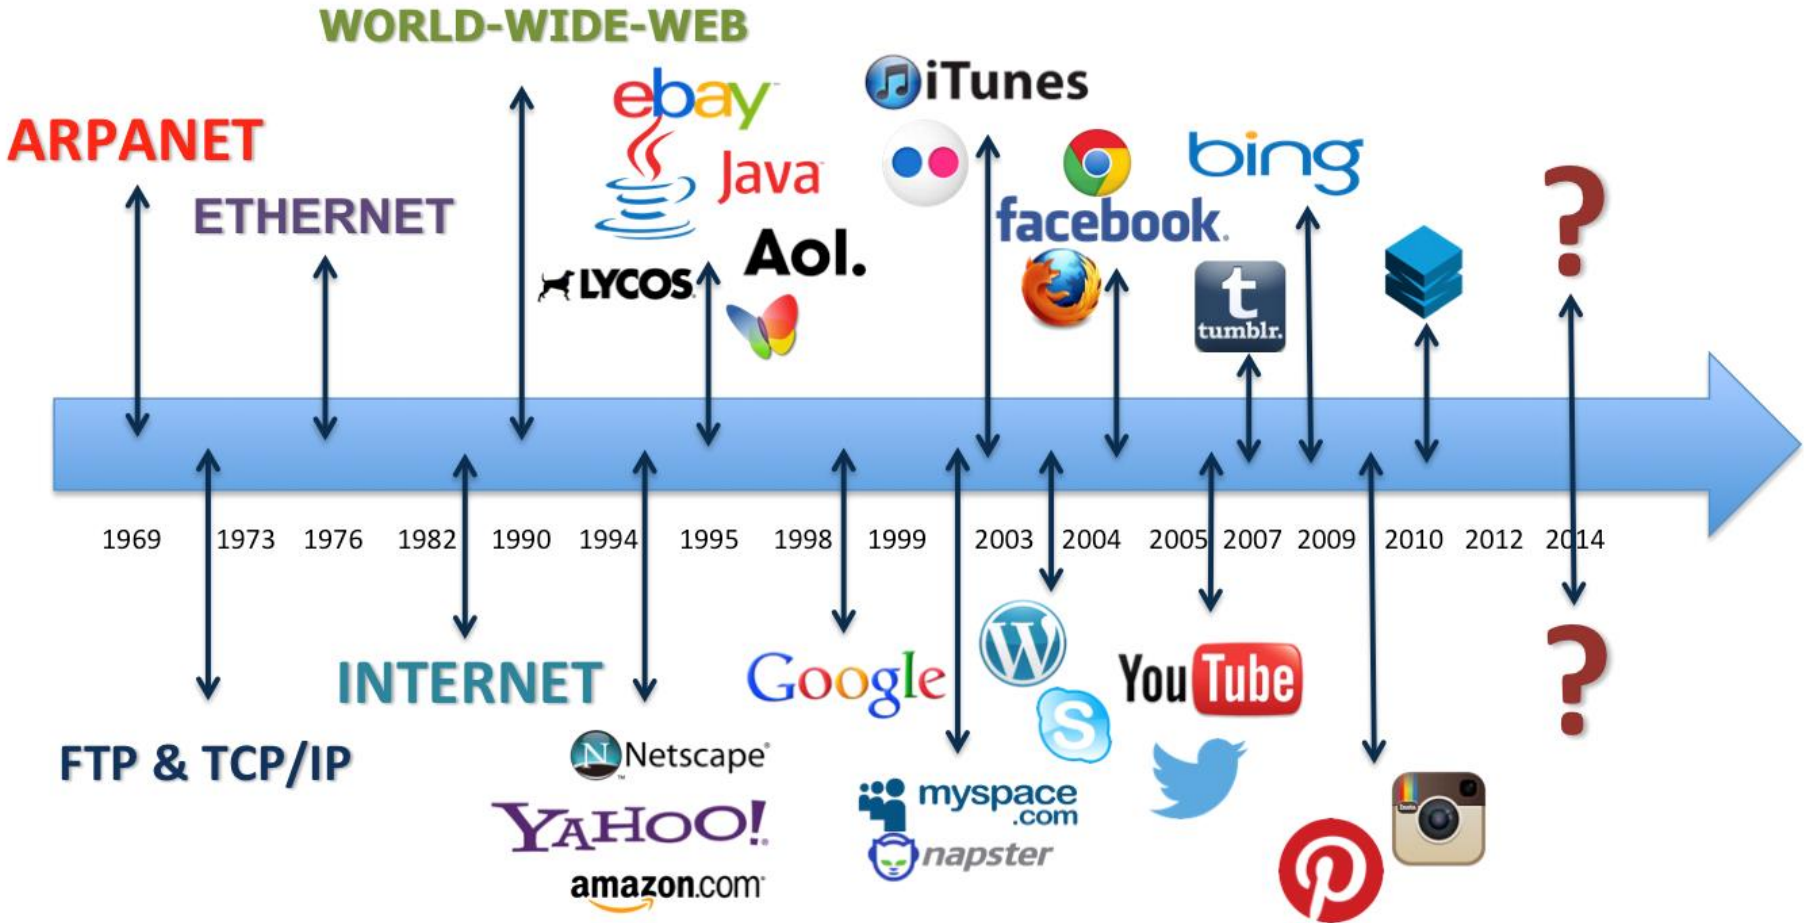 WORLD-WIDE-WEB
ebay
iTunes
ARPANET
Java
bing
?
ETHERNET
facebook.
Aol.
LYCOS
t
tumblr.
1969 1973 1976 1982 1990 1994 1995 1998 1999 2003 2004 2005 2007 2009 2010 2012 2014
W
INTERNET
Google
YouTube
?
S
FTP & TCP/IP
N Netscape®
™
YAHOO!
myspace
.com
napster
amazon.com
P